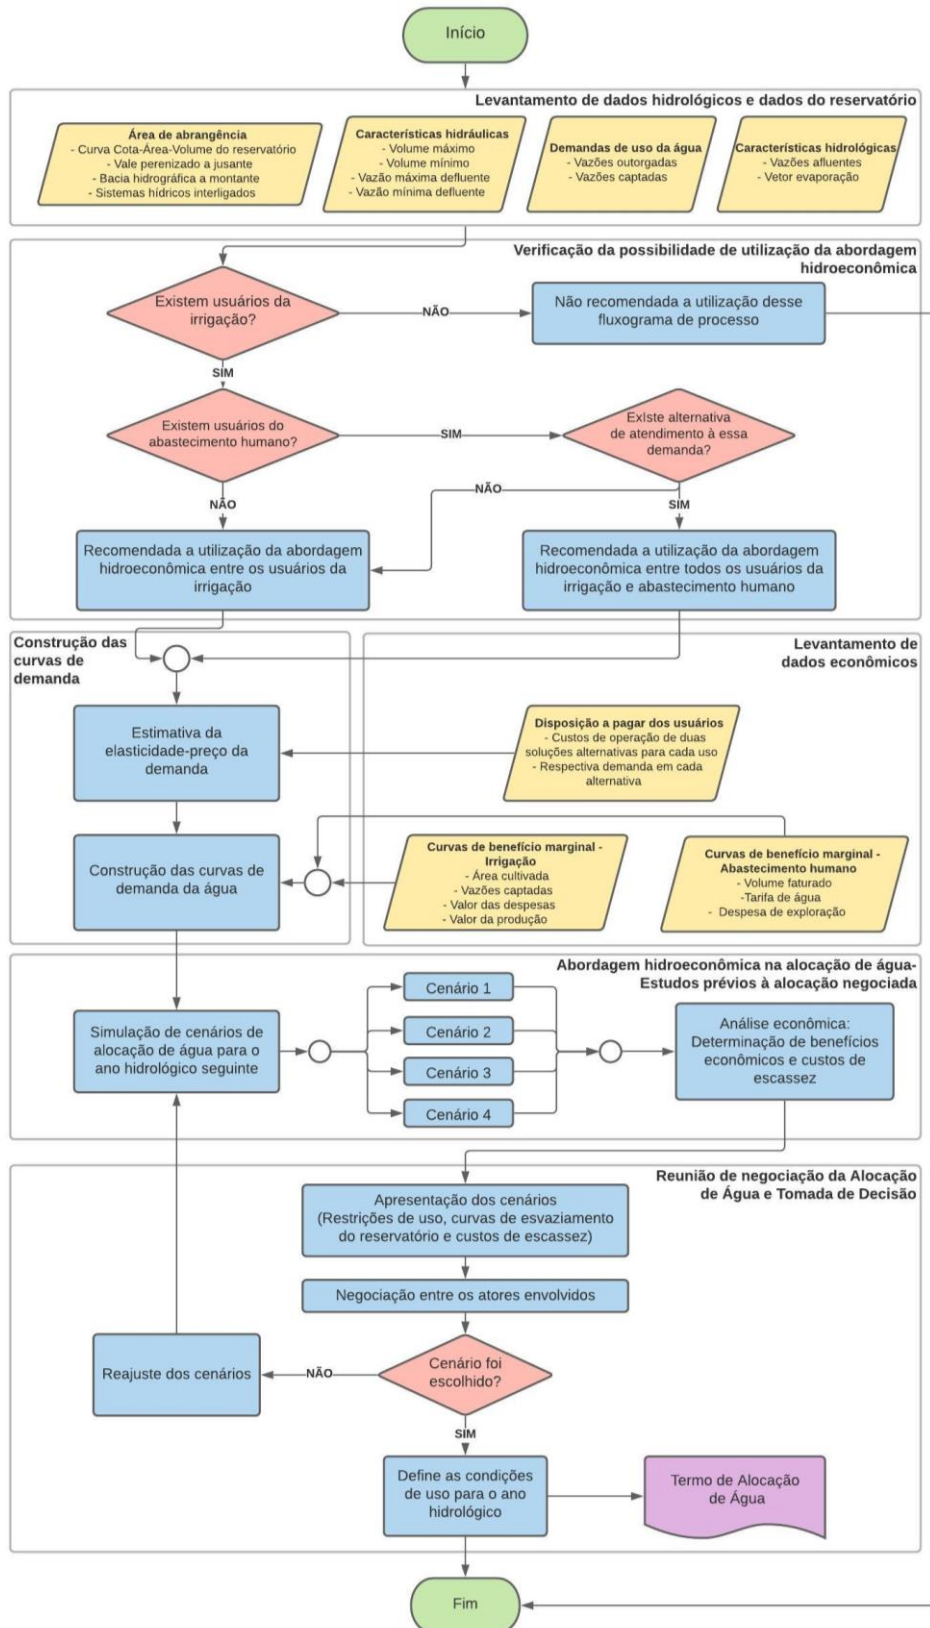 Início
Levantamento de dados hidrológicos e dados do reservatório
Área de abrangência
- Curva Cota-Área-Volume do reservatório
- Vale perenizado a jusante
- Bacia hidrográfica a montante
- Sistemas hídricos interligados
Características hidráulicas
- Volume máximo
- Volume mínimo
- Vazão máxima defluente
- Vazão mínima defluente
Demandas de uso da água
- Vazões outorgadas
- Vazões captadas
Características hidrológicas
- Vazões afluentes
- Vetor evaporação
Verificação da possibilidade de utilização da abordagem
hidroeconômica
Existem usuários da
irrigação?
NÃO
Não recomendada a utilização desse
fluxograma de processo
SIM
Existem usuários do
abastecimento humano?
SIM
ExIste alternativa
de atendimento à essa
demanda?
NÃO
NÃO
SIM
Recomendada a utilização da abordagem
hidroeconômica entre os usuários da
irrigação
Recomendada a utilização da abordagem
hidroeconômica entre todos os usuários da
irrigação e abastecimento humano
Construção das
curvas de
demanda
Levantamento de
dados econômicos
Estimativa da
elasticidade-preço da
demanda
Disposição a pagar dos usuários
- Custos de operação de duas
soluções alternativas para cada uso
- Respectiva demanda em cada
alternativa
Construção das curvas de
demanda da água
Curvas de benefício marginal -
Irrigação
- Área cultivada
- Vazões captadas
- Valor das despesas
- Valor da produção
Curvas de benefício marginal -
Abastecimento humano
- Volume faturado
-Tarifa de água
- Despesa de exploração
Abordagem hidroeconômica na alocação de água-
Estudos prévios à alocação negociada
Simulação de cenários de
alocação de água para o
ano hidrológico seguinte
Cenário 1
Cenário 2
Cenário 3
Cenário 4
Análise econômica:
Determinação de benefícios
econômicos e custos de
escassez
Reunião de negociação da Alocação
de Água e Tomada de Decisão
Apresentação dos cenários
(Restrições de uso, curvas de esvaziamento
do reservatório e custos de escassez)
Negociação entre os atores envolvidos
Cenário foi
escolhido?
NÃO
Reajuste dos cenários
SIM
Define as condições
de uso para o ano
hidrológico
Termo de Alocação
de Água
Fim